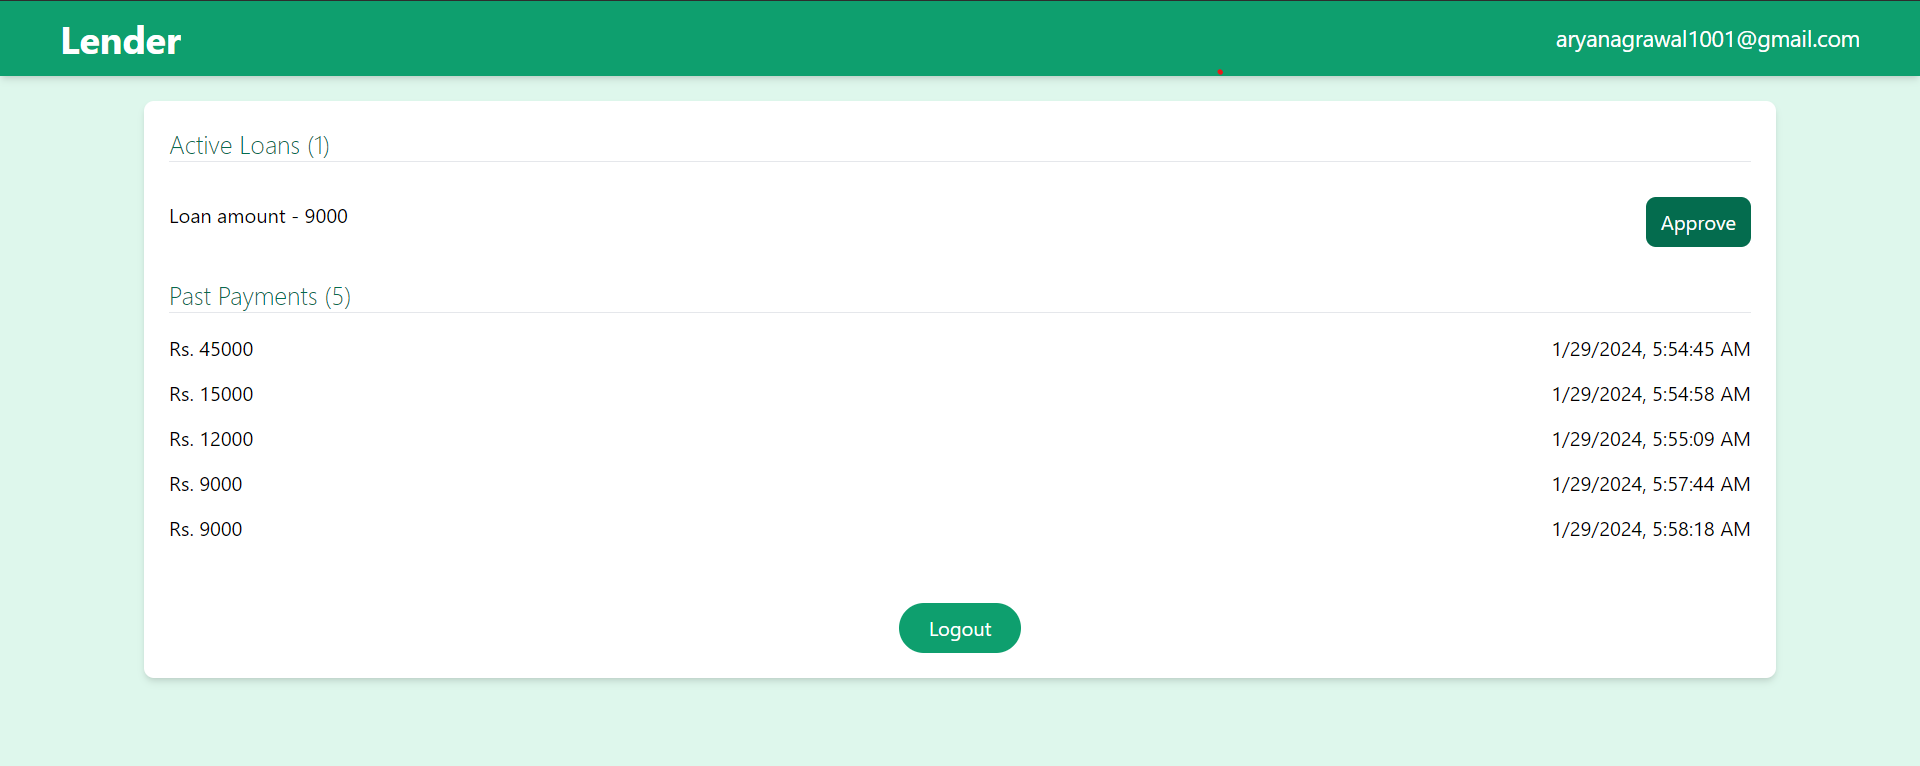 Lender
aryanagrawal1001@gmail.com
Active Loans (1)
Loan amount - 9000
Approve
Past Payments (5)
Rs. 45000 1/29/2024, 5:54:45 AM
Rs. 15000 1/29/2024, 5:54:58 AM
Rs. 12000 1/29/2024, 5:55:09 AM
Rs. 9000 1/29/2024, 5:57:44 AM
Rs. 9000 1/29/2024, 5:58:18 AM
Logout